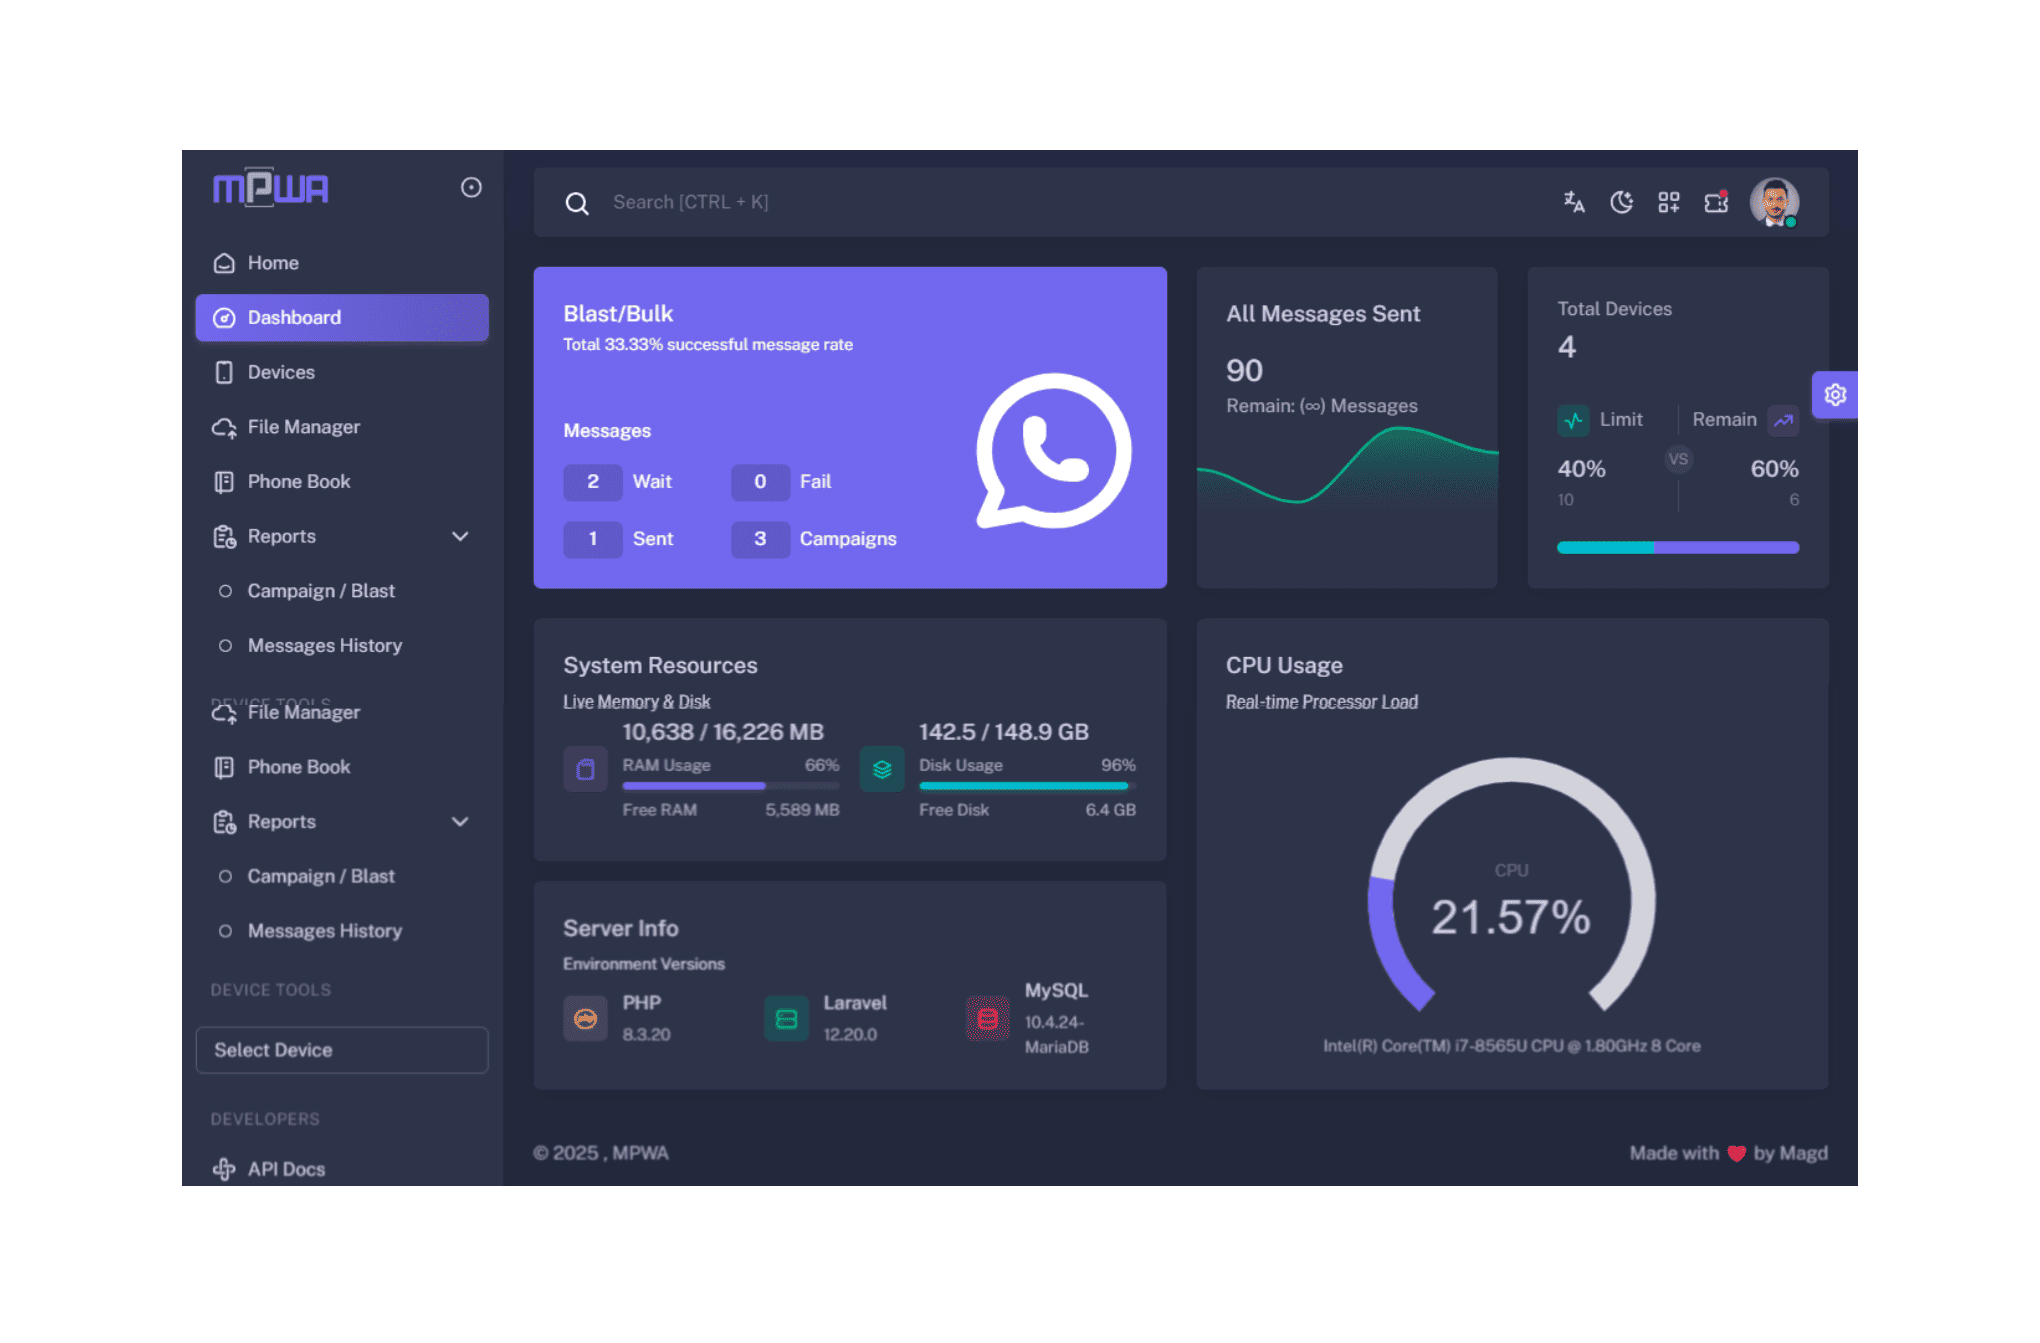 MPWA
Home
Dashboard
Devices
File Manager
Phone Book
Reports
Campaign / Blast
Messages History
DEVICE TOOLS
File Manager
Phone Book
Reports
Campaign / Blast
Messages History
DEVICE TOOLS
Select Device
DEVELOPERS
API Docs
Search [CTRL + K]
Blast/Bulk
Total 33.33% successful message rate
Messages
2 Wait 0 Fail
1 Sent 3 Campaigns
All Messages Sent
90
Remain: (∞) Messages
Total Devices
4
Limit Remain
VS
40% 60%
10 6
System Resources
Live Memory & Disk
10,638 / 16,226 MB
RAM Usage 66%
Free RAM 5,589 MB
142.5 / 148.9 GB
Disk Usage 96%
Free Disk 6.4 GB
CPU Usage
Real-time Processor Load
CPU
21.57%
Intel(R) Core(TM) i7-8565U CPU @ 1.80GHz 8 Core
Server Info
Environment Versions
PHP
8.3.20
Laravel
12.20.0
MySQL
10.4.24-
MariaDB
© 2025 , MPWA
Made with ❤ by Magd